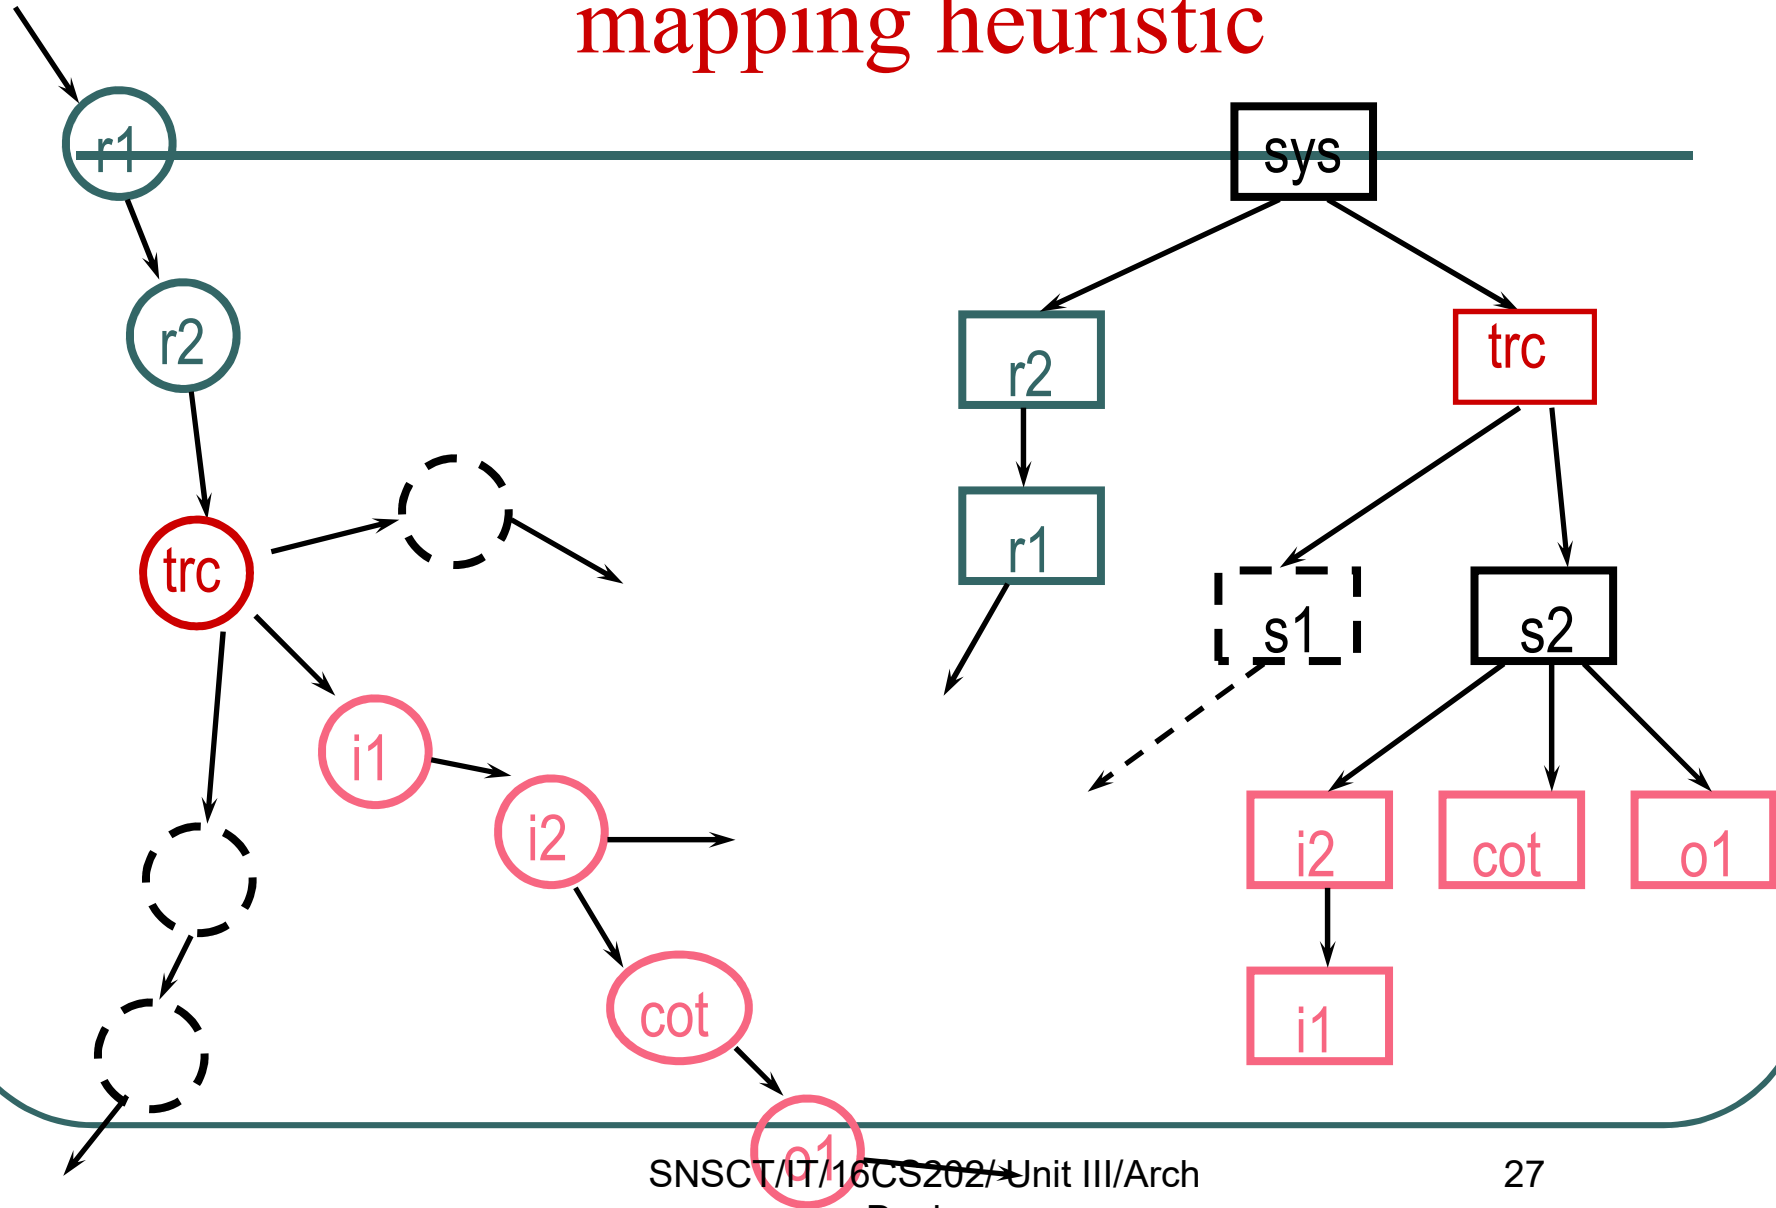 mapping heuristic
r1
sys
r2
r2
trc
r1
trc
s1
s2
i1
i2
i2
cot
o1
cot
i1
o1
SNSCT/IT/16CS202/ Unit III/Arch
27